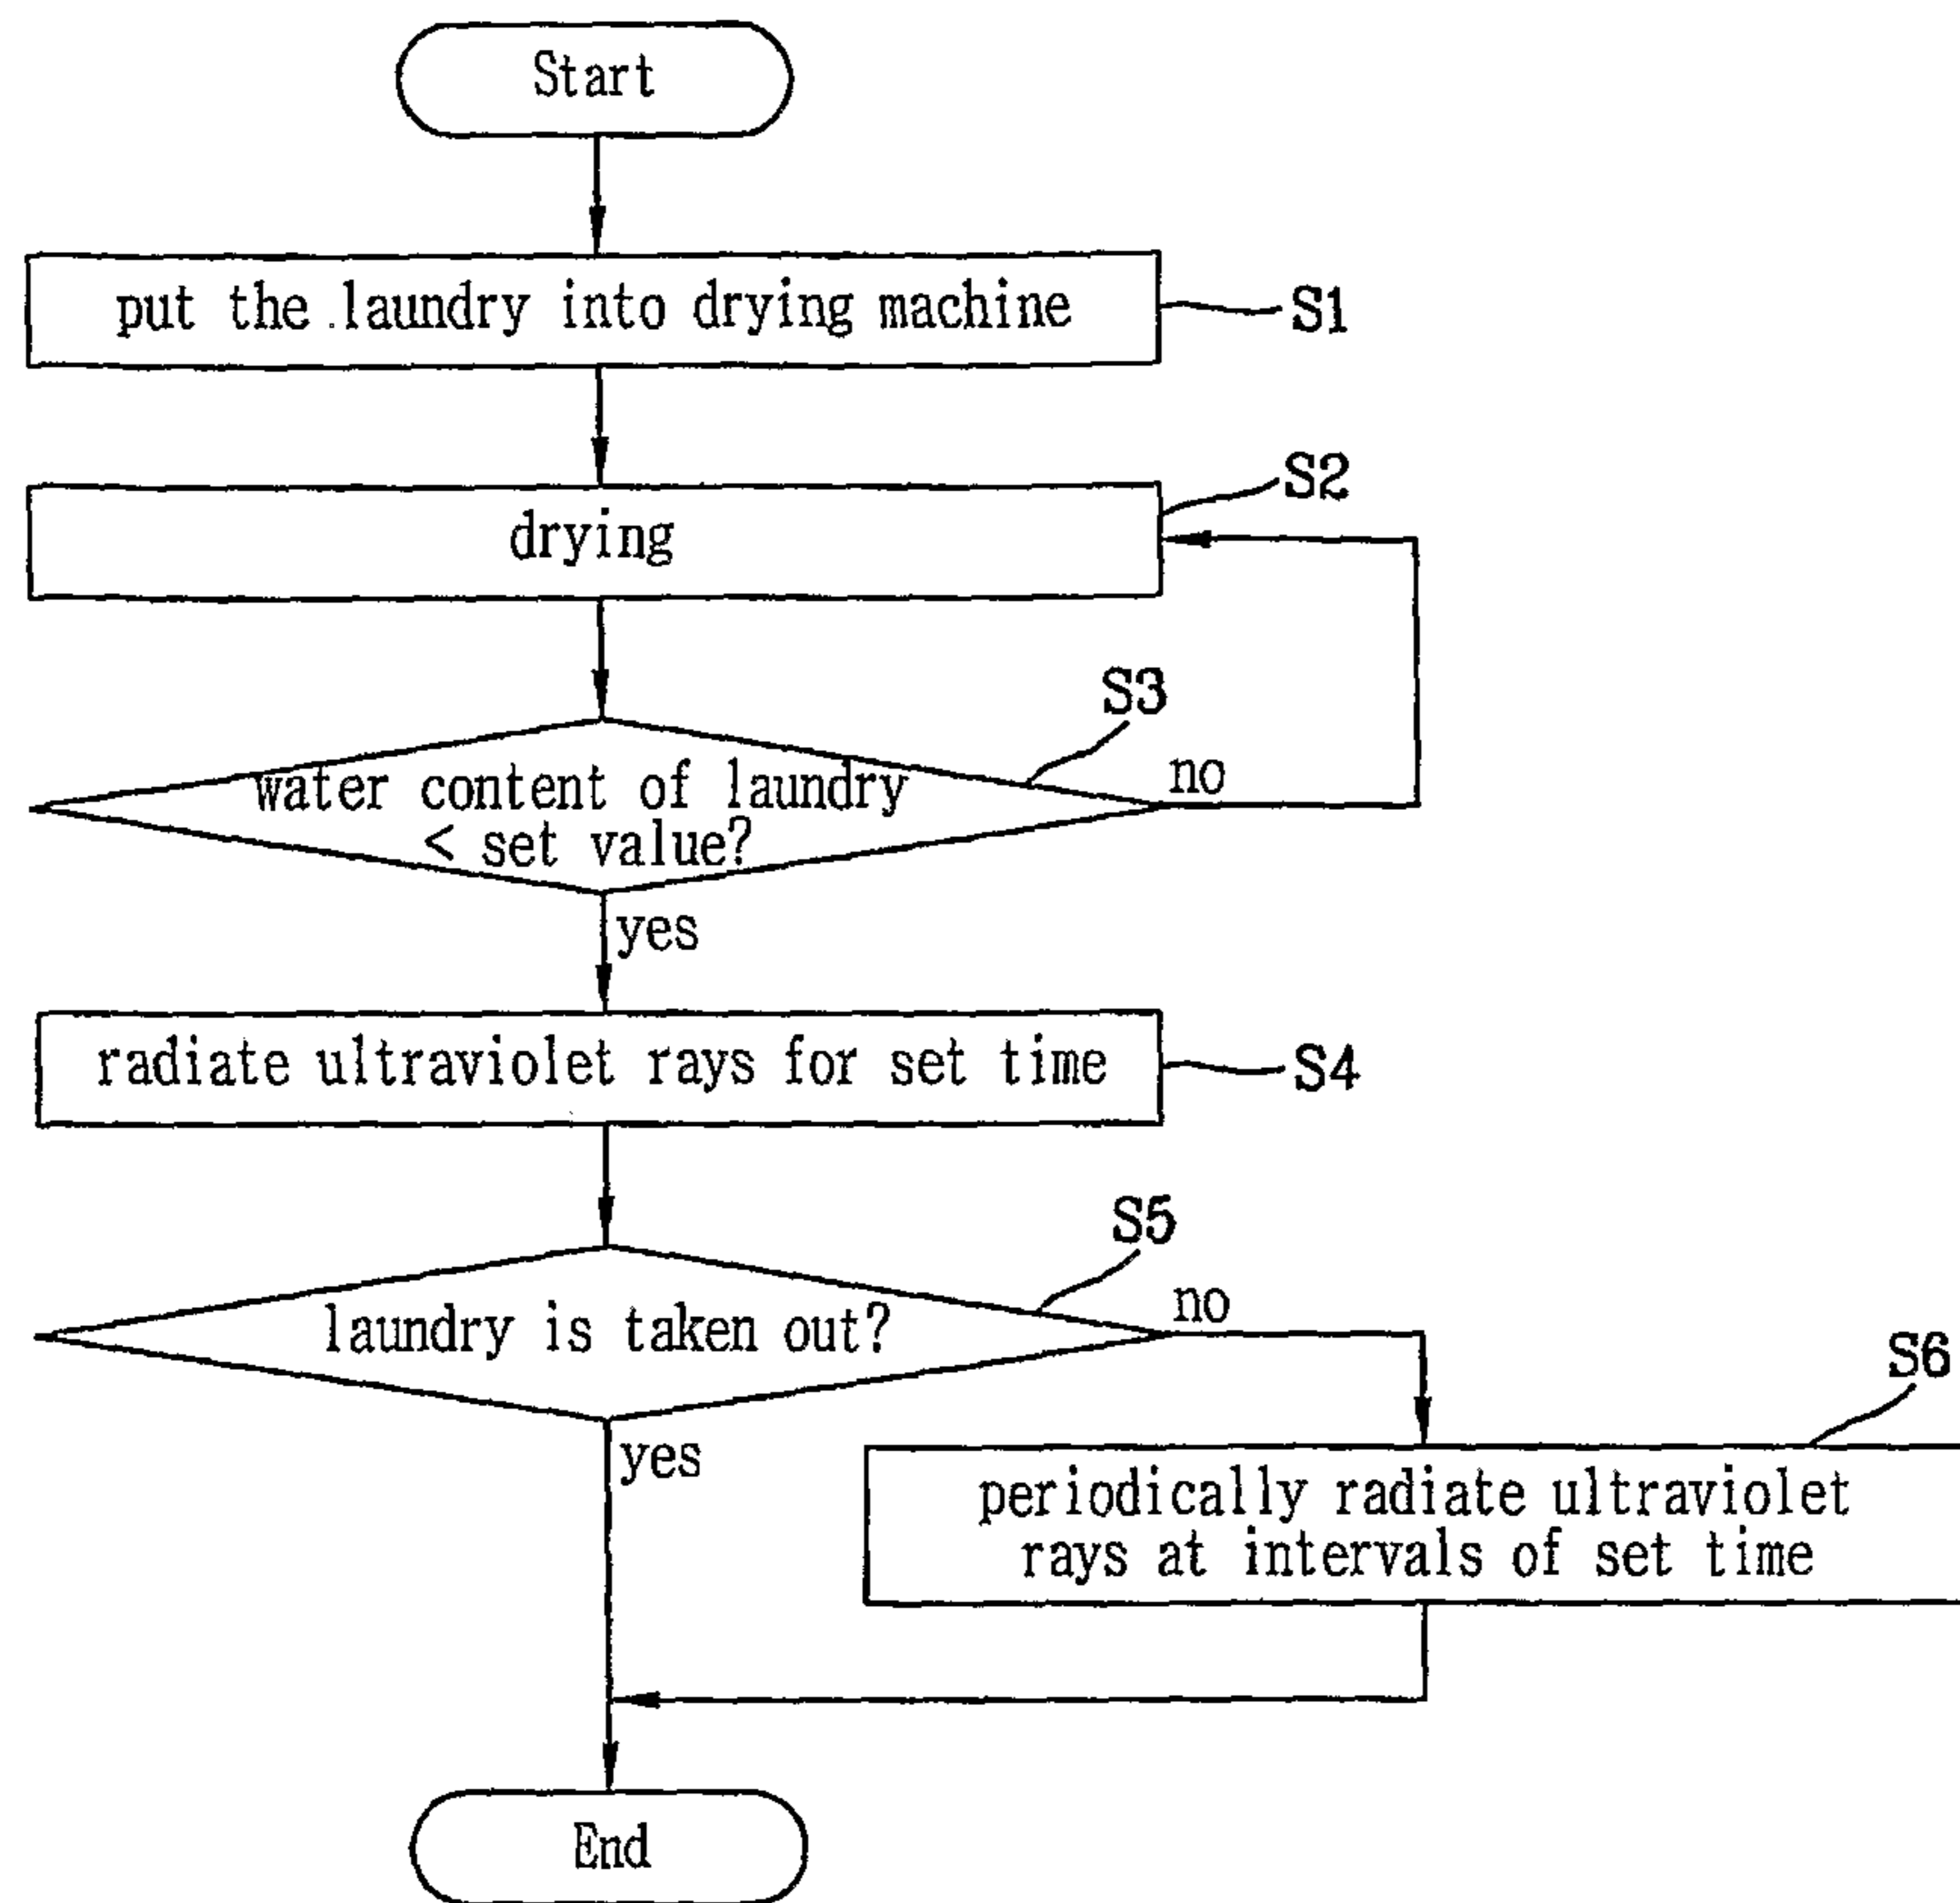 Start
put the laundry into drying machine
S1
S2
drying
S3
water content of laundry
< set value?
no
yes
radiate ultraviolet rays for set time
S4
S5
laundry is taken out?
no
yes
S6
periodically radiate ultraviolet
rays at intervals of set time
End